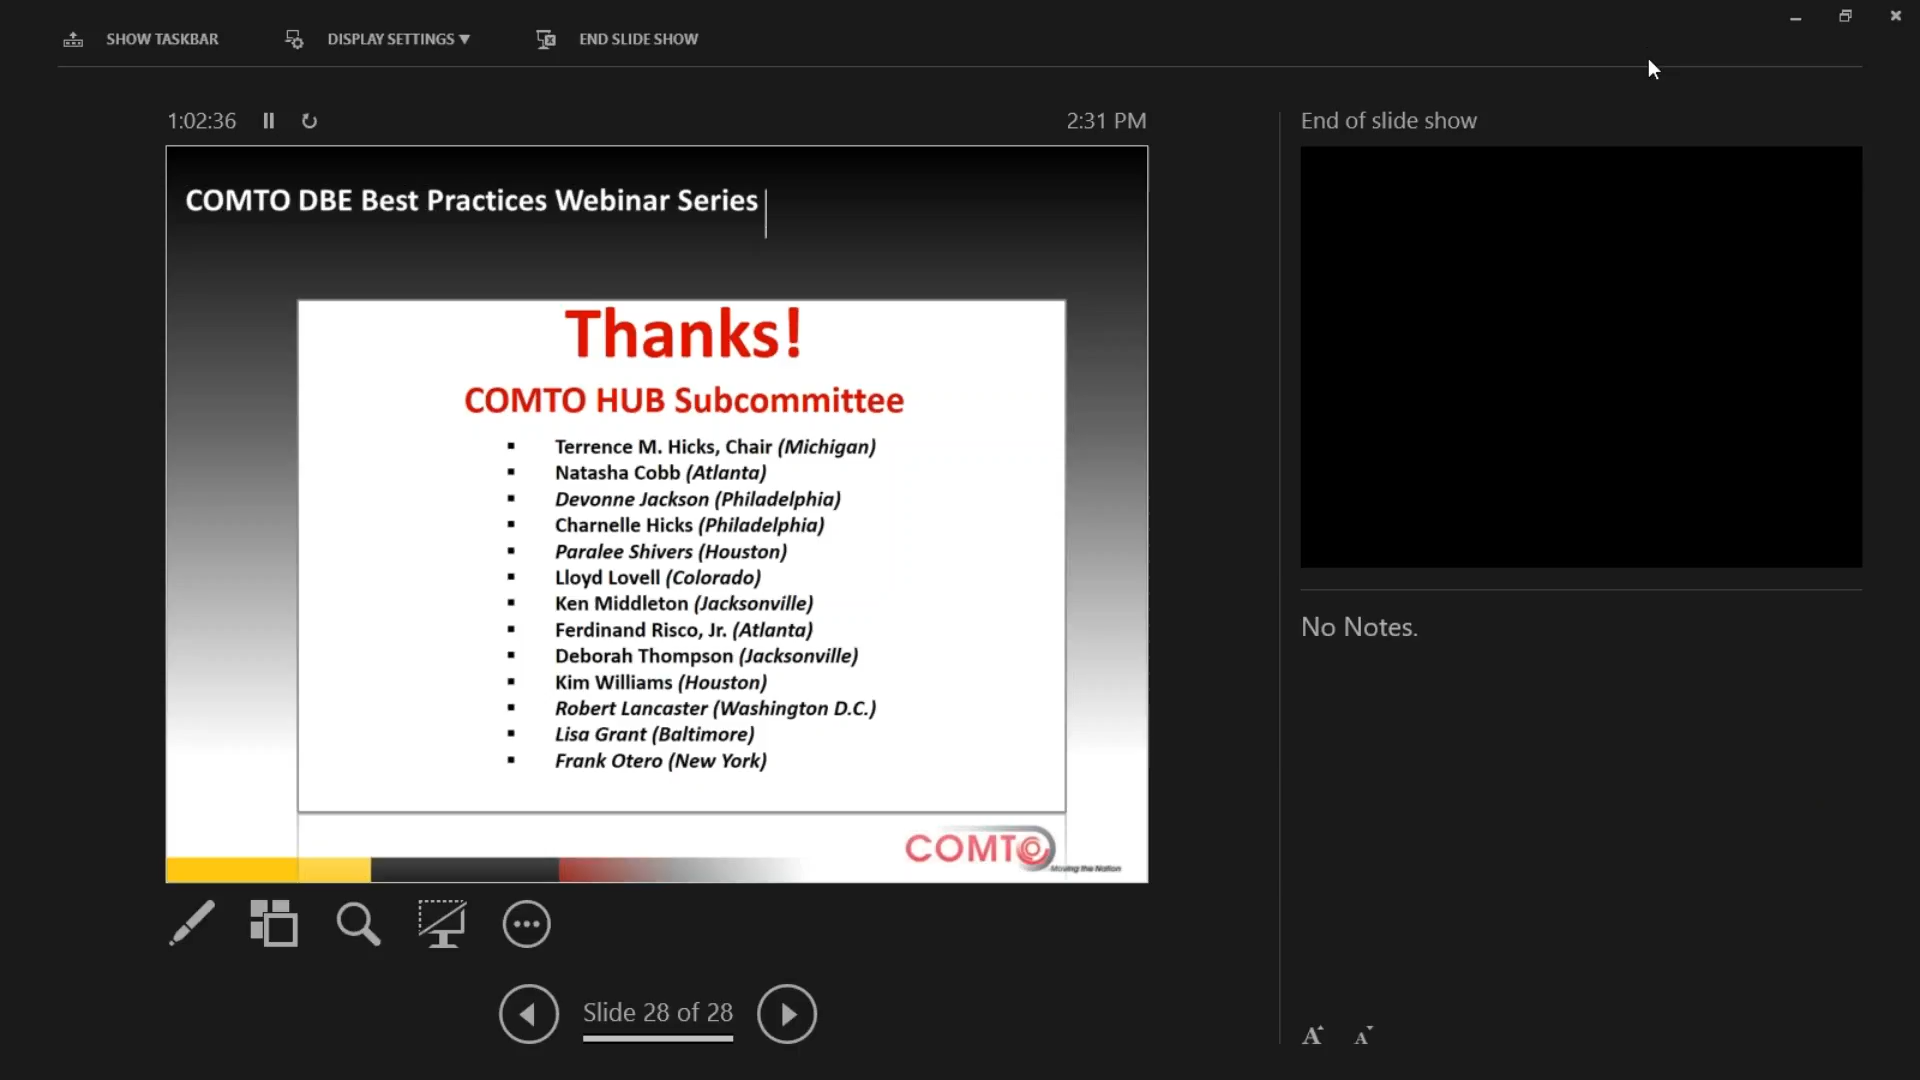 SHOW TASKBAR
DISPLAY SETTINGS ▼
END SLIDE SHOW
1:02:36
2:31 PM
COMTO DBE Best Practices Webinar Series
Thanks!
COMTO HUB Subcommittee
▪ Terrence M. Hicks, Chair (Michigan)
▪ Natasha Cobb (Atlanta)
▪ Devonne Jackson (Philadelphia)
▪ Charnelle Hicks (Philadelphia)
▪ Paralee Shivers (Houston)
▪ Lloyd Lovell (Colorado)
▪ Ken Middleton (Jacksonville)
▪ Ferdinand Risco, Jr. (Atlanta)
▪ Deborah Thompson (Jacksonville)
▪ Kim Williams (Houston)
▪ Robert Lancaster (Washington D.C.)
▪ Lisa Grant (Baltimore)
▪ Frank Otero (New York)
COMTO
Moving the Nation
Slide 28 of 28
End of slide show
No Notes.
A A